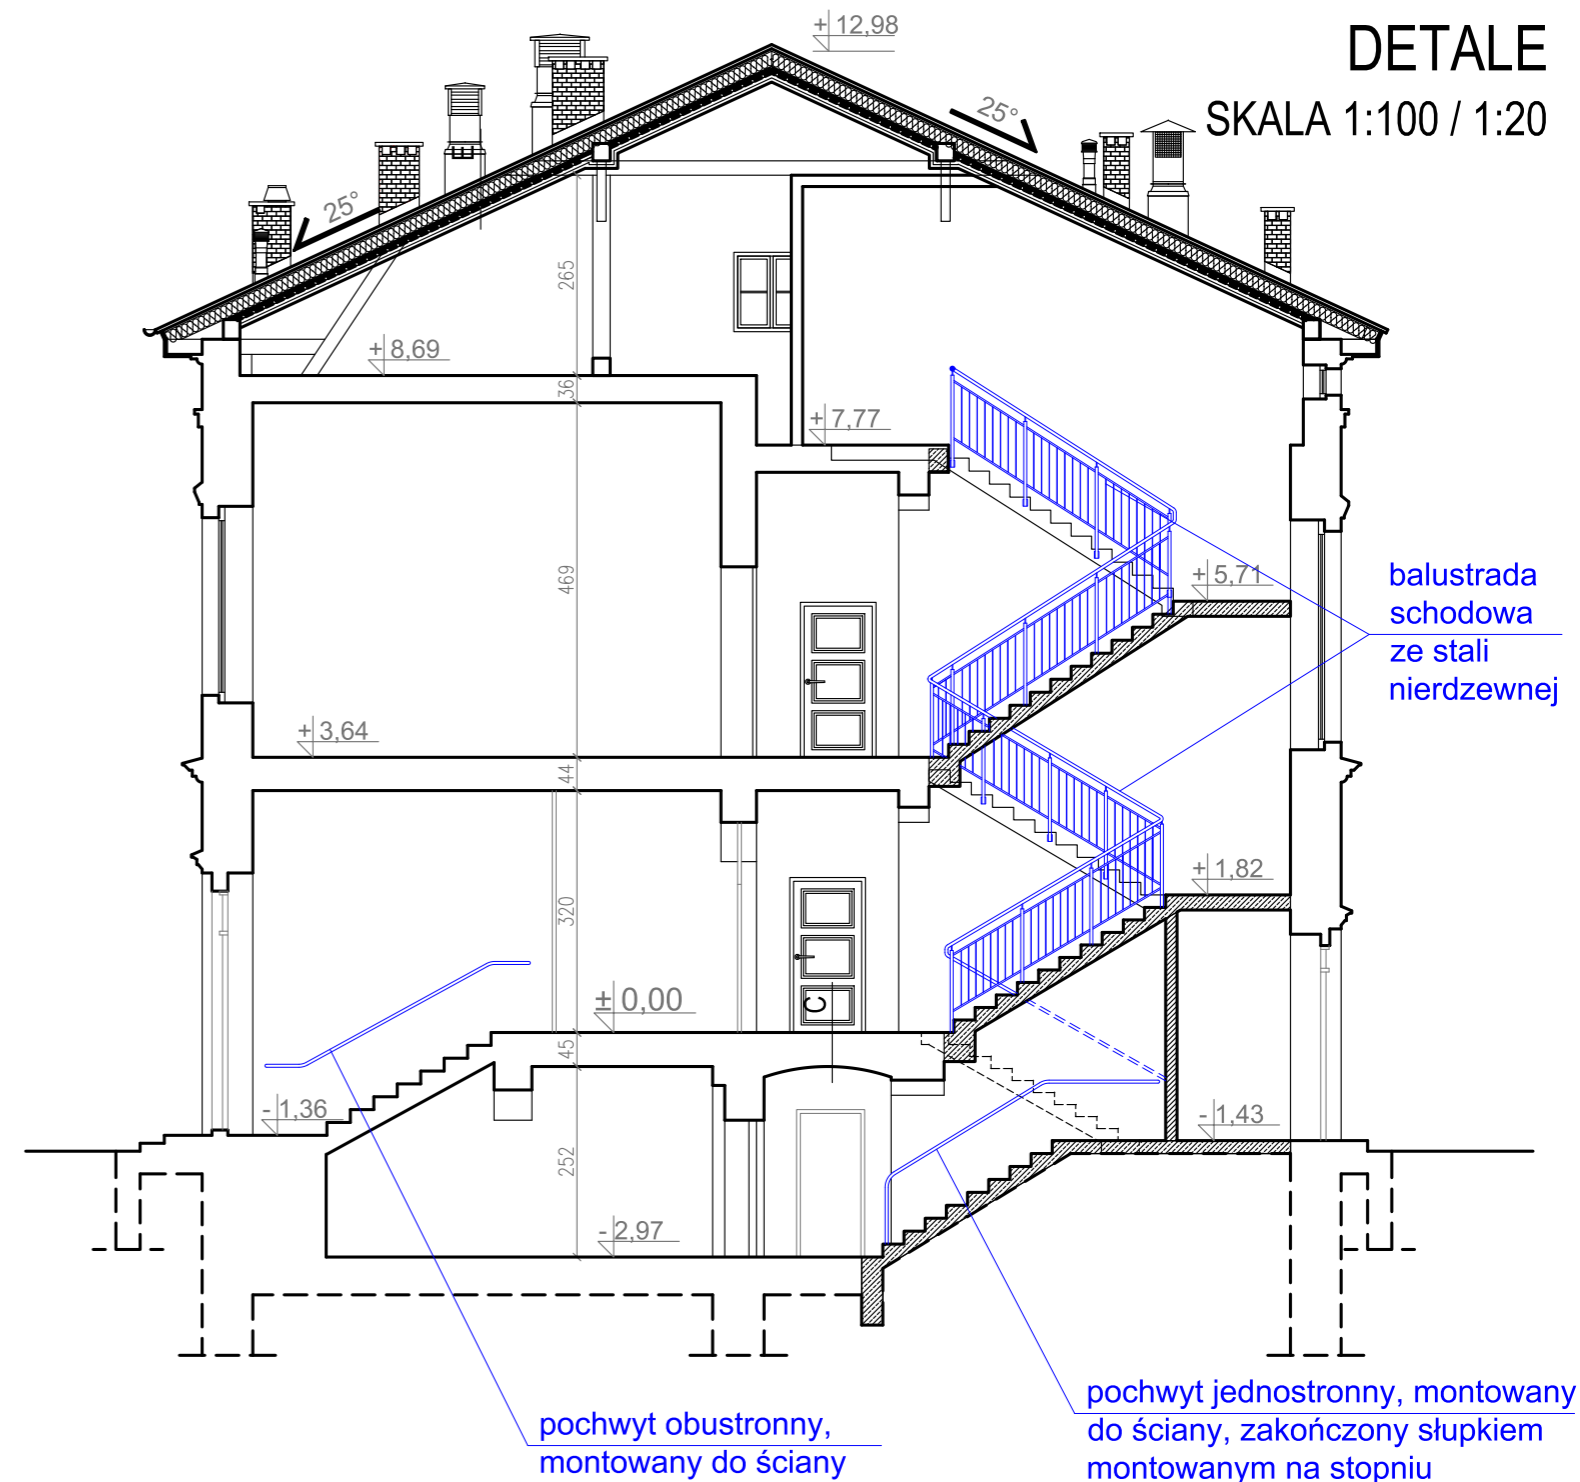 DETALE
SKALA 1:100 / 1:20
+12,98
25°
25°
265
+8,69
36
+7,77
469
+5,71
balustrada
schodowa
ze stali
nierdzewnej
+3,64
44
+1,82
320
± 0,00
C
45
-1,36
-1,43
252
-2,97
pochwyt jednostronny, montowany
do ściany, zakończony słupkiem
montowanym na stopniu
pochwyt obustronny,
montowany do ściany